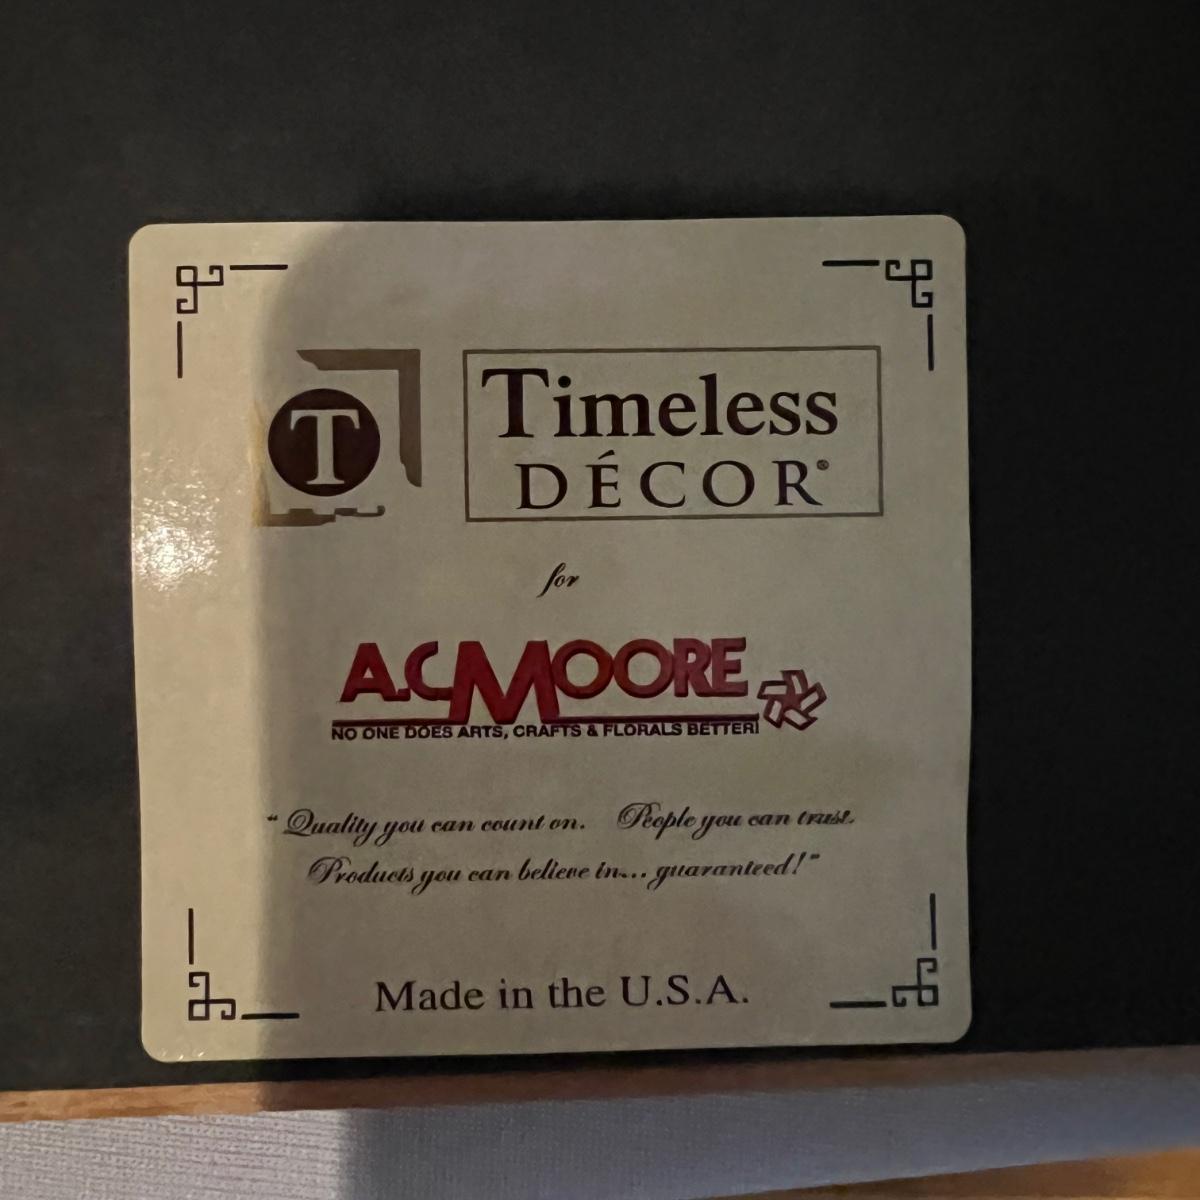 T
Timeless
DÉCOR®
for
A.C.MOORE
NO ONE DOES ARTS, CRAFTS & FLORALS BETTER!
“Quality you can count on. People you can trust.
Products you can believe in... guaranteed!”
Made in the U.S.A.